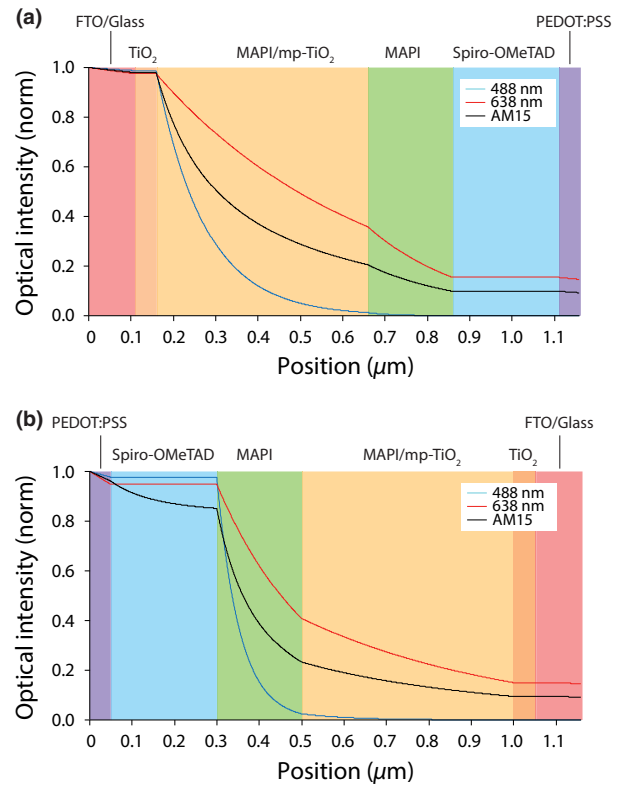 (a)
FTO/Glass
PEDOT:PSS
TiO2
MAPI/mp-TiO2
MAPI
Spiro-OMeTAD
1.0
0.8
0.6
0.4
0.2
0.0
Optical intensity (norm)
488 nm
638 nm
AM15
0 0.1 0.2 0.3 0.4 0.5 0.6 0.7 0.8 0.9 1.0 1.1
Position (µm)
(b)
PEDOT:PSS
FTO/Glass
Spiro-OMeTAD
MAPI
MAPI/mp-TiO2
TiO2
1.0
0.8
0.6
0.4
0.2
0.0
Optical intensity (norm)
488 nm
638 nm
AM15
0 0.1 0.2 0.3 0.4 0.5 0.6 0.7 0.8 0.9 1.0 1.1
Position (µm)